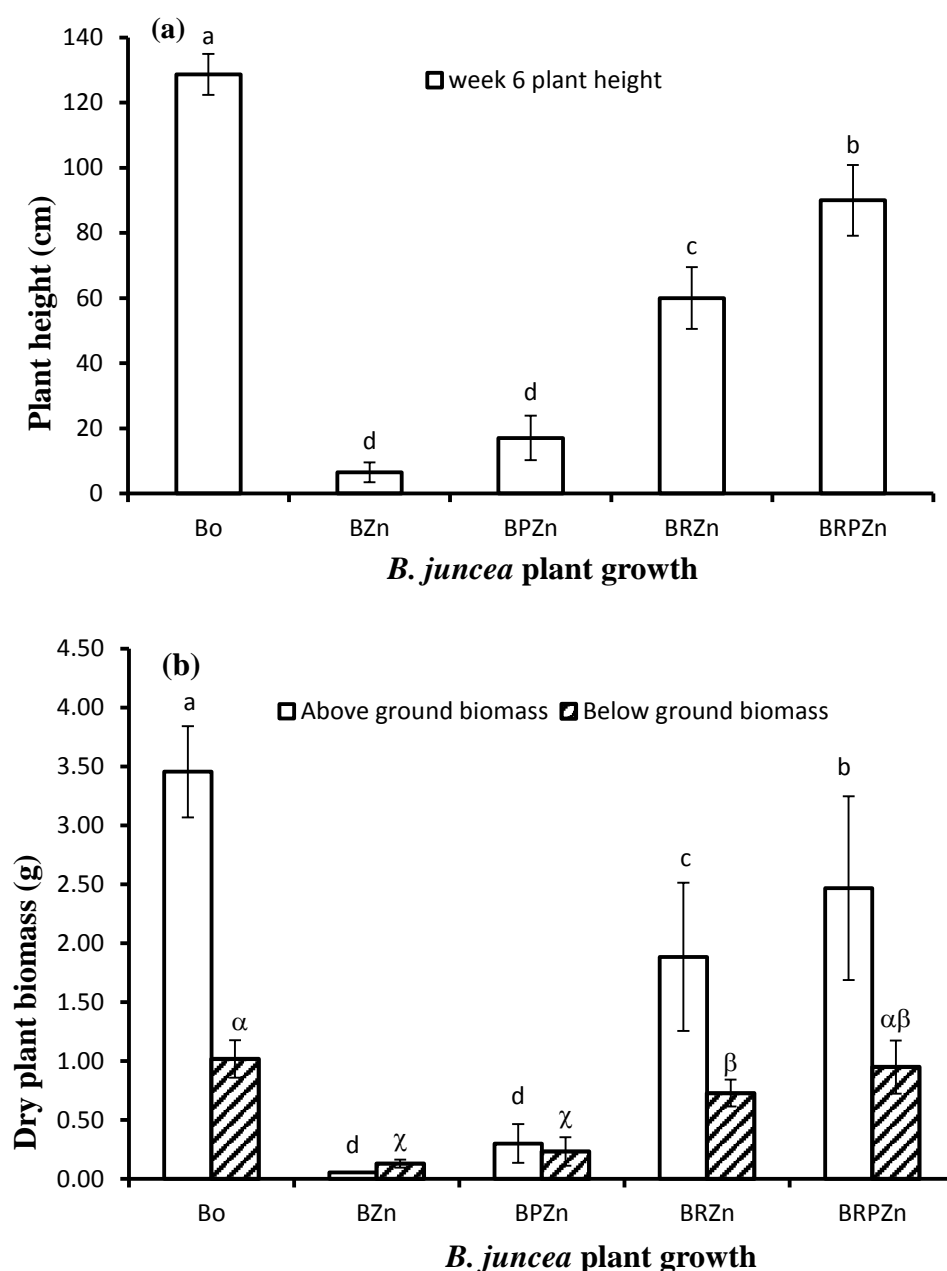 (a)
a
140
week 6 plant height
120
b
100
80
c
60
40
d
d
20
0
Plant height (cm)
Bo BZn BPZn BRZn BRPZn
B. juncea plant growth
4.50
(b)
a
Above ground biomass Below ground biomass
4.00
3.50
b
3.00
c
2.50
2.00
1.50
α
αβ
1.00
β
d
χ
0.50
d
χ
0.00
Dry plant biomass (g)
Bo BZn BPZn BRZn BRPZn
B. juncea plant growth